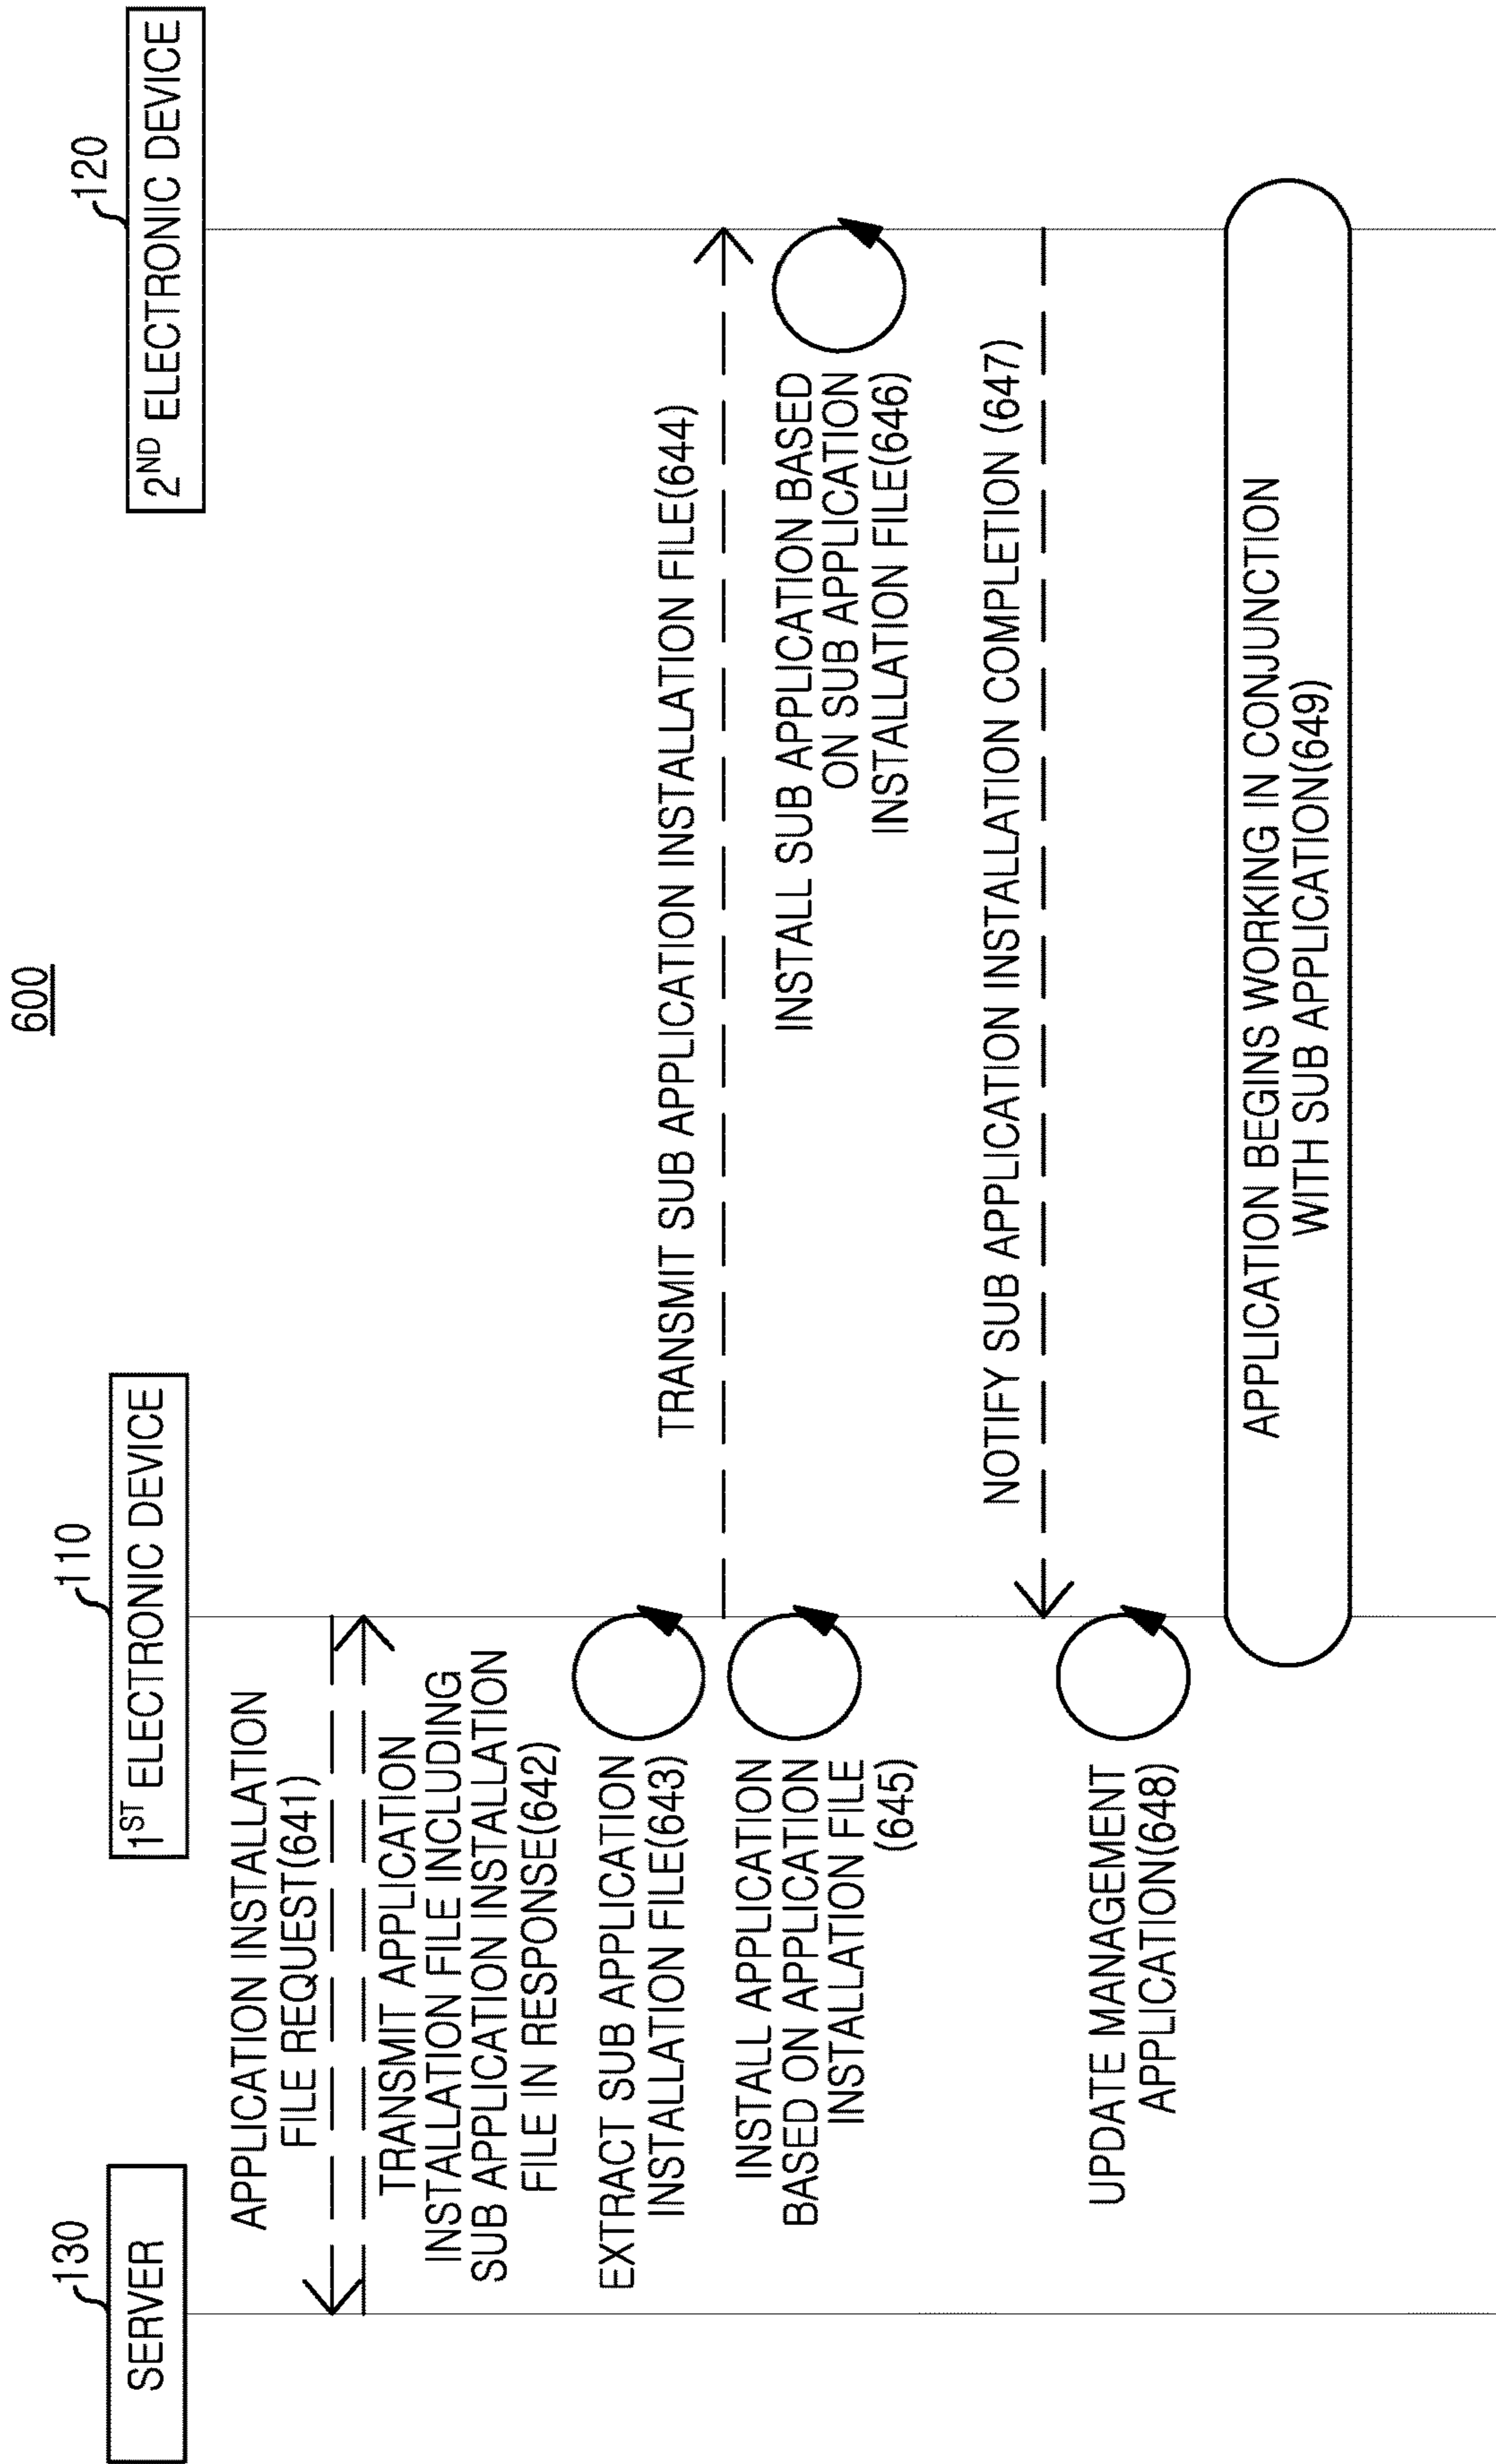 600
130
SERVER
110
1ST ELECTRONIC DEVICE
120
2ND ELECTRONIC DEVICE
APPLICATION INSTALLATION
FILE REQUEST(641)
TRANSMIT APPLICATION
INSTALLATION FILE INCLUDING
SUB APPLICATION INSTALLATION
FILE IN RESPONSE(642)
EXTRACT SUB APPLICATION
INSTALLATION FILE(643)
TRANSMIT SUB APPLICATION INSTALLATION FILE(644)
INSTALL APPLICATION
BASED ON APPLICATION
INSTALLATION FILE
(645)
INSTALL SUB APPLICATION BASED
ON SUB APPLICATION
INSTALLATION FILE(646)
NOTIFY SUB APPLICATION INSTALLATION COMPLETION (647)
UPDATE MANAGEMENT
APPLICATION(648)
APPLICATION BEGINS WORKING IN CONJUNCTION
WITH SUB APPLICATION(649)